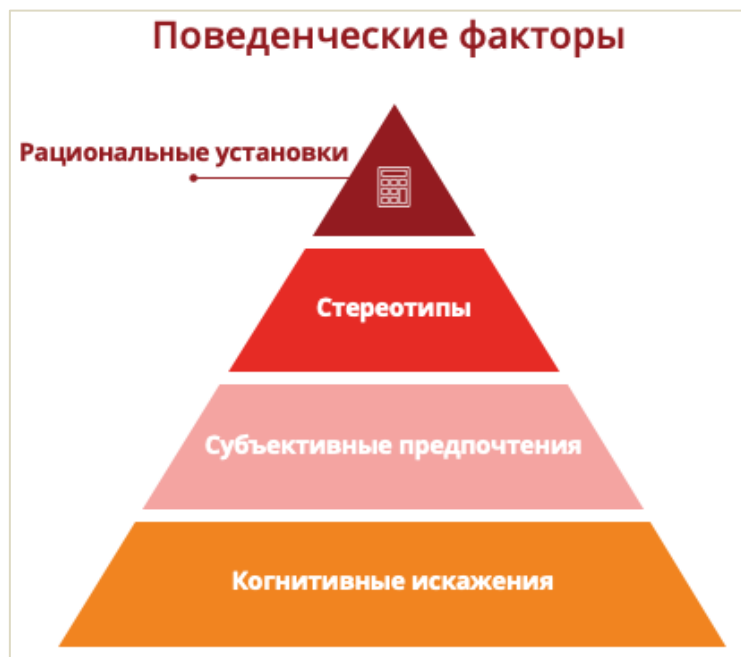 Поведенческие факторы
Рациональные установки
Стереотипы
Субъективные предпочтения
Когнитивные искажения